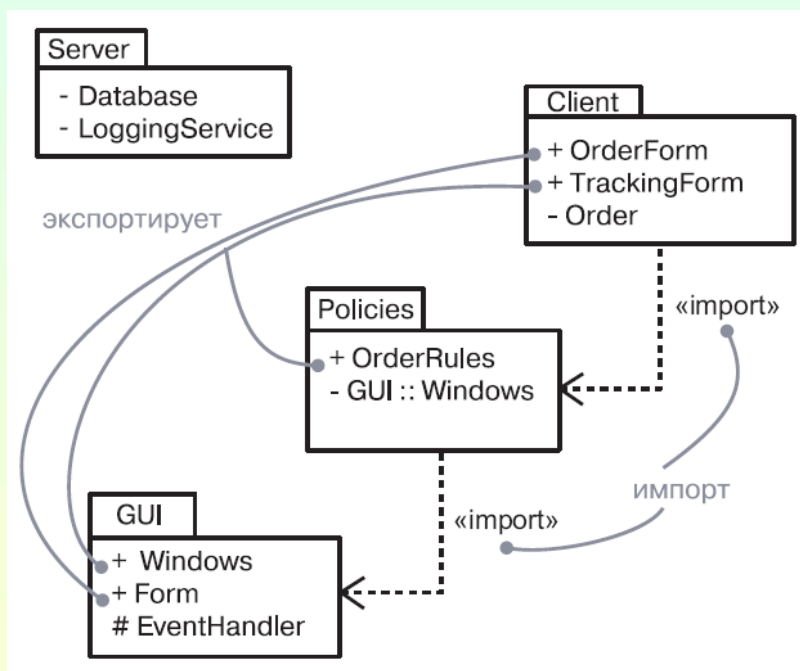 Server
- Database
- LoggingService
Client
+ OrderForm
+ TrackingForm
- Order
экспортирует
«import»
Policies
+ OrderRules
- GUI :: Windows
импорт
«import»
GUI
+ Windows
+ Form
# EventHandler